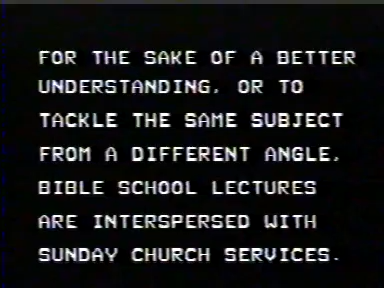 FOR THE SAKE OF A BETTER
UNDERSTANDING, OR TO
TACKLE THE SAME SUBJECT
FROM A DIFFERENT ANGLE,
BIBLE SCHOOL LECTURES
ARE INTERSPERSED WITH
SUNDAY CHURCH SERVICES.